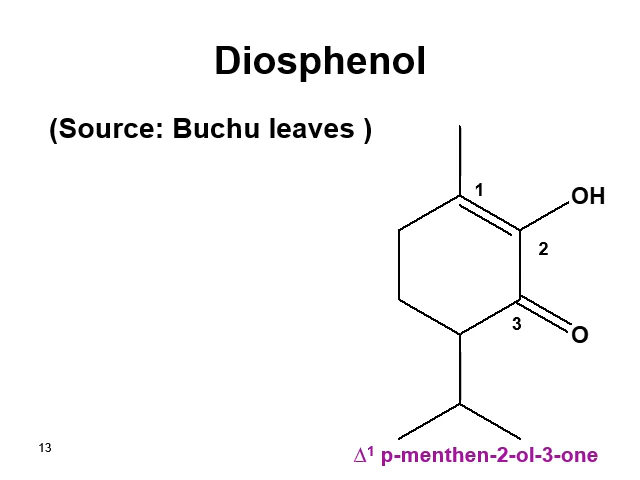 Diosphenol
(Source: Buchu leaves )
1
OH
2
3
O
13
Δ¹ p-menthen-2-ol-3-one